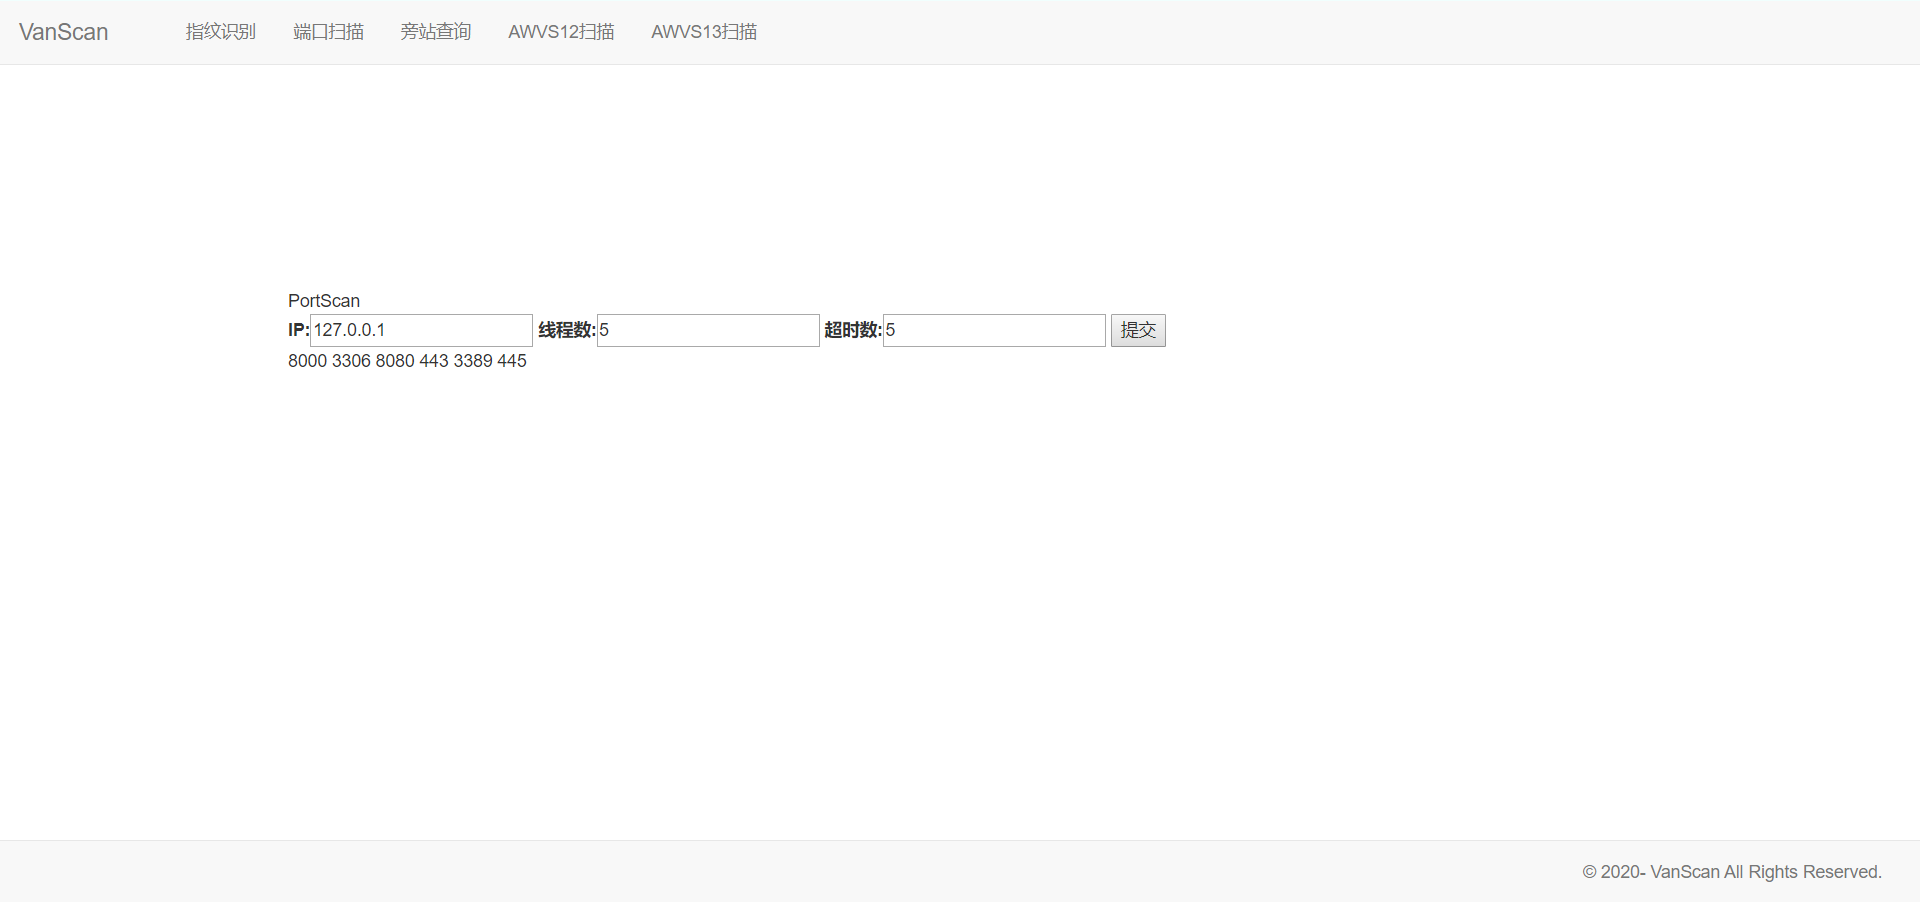 VanScan 指纹识别 端口扫描 旁站查询 AWVS12扫描 AWVS13扫描
PortScan
IP:127.0.0.1 线程数:5 超时数:5 提交
8000 3306 8080 443 3389 445
© 2020- VanScan All Rights Reserved.